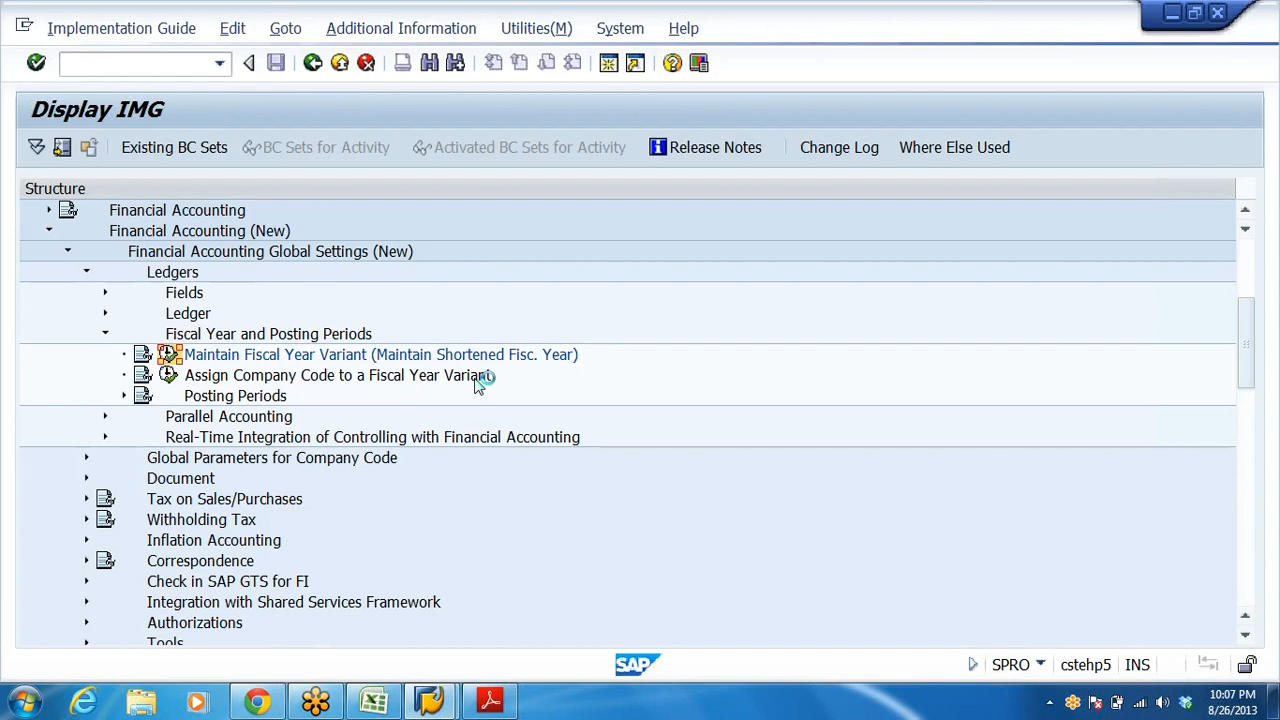 Implementation Guide Edit Goto Additional Information Utilities(M) System Help
Display IMG
Existing BC Sets BC Sets for Activity Activated BC Sets for Activity Release Notes Change Log Where Else Used
Structure
Financial Accounting
Financial Accounting (New)
Financial Accounting Global Settings (New)
Ledgers
Fields
Ledger
Fiscal Year and Posting Periods
Maintain Fiscal Year Variant (Maintain Shortened Fisc. Year)
Assign Company Code to a Fiscal Year Variant
Posting Periods
Parallel Accounting
Real-Time Integration of Controlling with Financial Accounting
Global Parameters for Company Code
Document
Tax on Sales/Purchases
Withholding Tax
Inflation Accounting
Correspondence
Check in SAP GTS for FI
Integration with Shared Services Framework
Authorizations
Tools
SAP SPRO cstehp5 INS
10:07 PM
8/26/2013